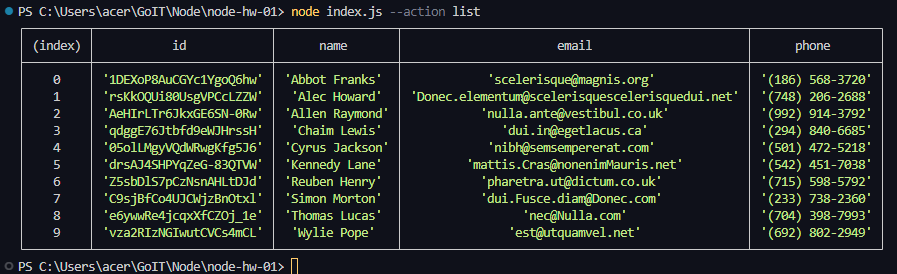 PS C:\Users\acer\GoIT\Node\node-hw-01> node index.js --action list
(index) id name email phone
0 '1DEXoP8AuCGYc1YgoQ6hw' 'Abbot Franks' 'scelerisque@magnis.org' '(186) 568-3720'
1 'rsKkOQUi80UsgVPCcLZZW' 'Alec Howard' 'Donec.elementum@scelerisquescelerisquedui.net' '(748) 206-2688'
2 'AeHIrLTr6JkxGE6SN-0Rw' 'Allen Raymond' 'nulla.ante@vestibul.co.uk' '(992) 914-3792'
3 'qdggE76Jtbfd9eWJHrssH' 'Chaim Lewis' 'dui.in@egetlacus.ca' '(294) 840-6685'
4 '05olLMgyVQdWRwgKfg5J6' 'Cyrus Jackson' 'nibh@semsempererat.com' '(501) 472-5218'
5 'drsAJ4SHPYqZeG-83QTVW' 'Kennedy Lane' 'mattis.Cras@nonenimMauris.net' '(542) 451-7038'
6 'Z5sbDlS7pCzNsnAHLtDJd' 'Reuben Henry' 'pharetra.ut@dictum.co.uk' '(715) 598-5792'
7 'C9sjBfCo4UJCWjzBnOtxl' 'Simon Morton' 'dui.Fusce.diam@Donec.com' '(233) 738-2360'
8 'e6ywwRe4jcqxXfCZOj_1e' 'Thomas Lucas' 'nec@Nulla.com' '(704) 398-7993'
9 'vza2RIzNGIwutCVCs4mCL' 'Wylie Pope' 'est@utquamvel.net' '(692) 802-2949'
PS C:\Users\acer\GoIT\Node\node-hw-01>